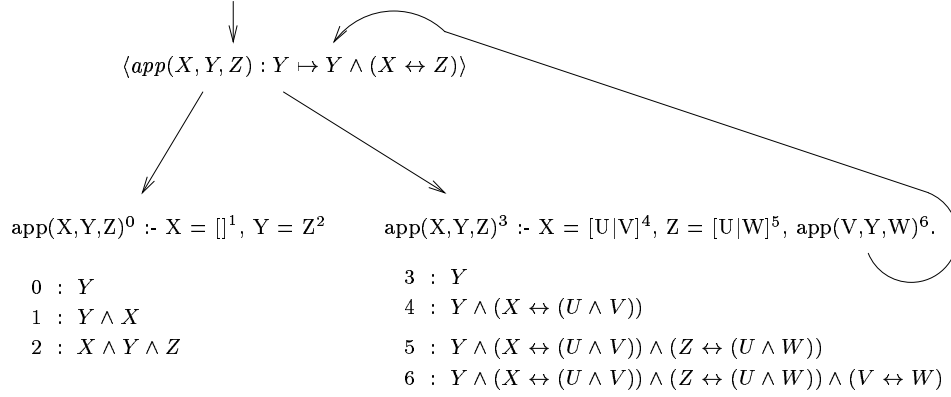 ⟨app(X, Y, Z) : Y ↦ Y ∧ (X ↔ Z)⟩
app(X,Y,Z)⁰ :- X = []¹, Y = Z²
app(X,Y,Z)³ :- X = [U|V]⁴, Z = [U|W]⁵, app(V,Y,W)⁶.
0 : Y
1 : Y ∧ X
2 : X ∧ Y ∧ Z
3 : Y
4 : Y ∧ (X ↔ (U ∧ V))
5 : Y ∧ (X ↔ (U ∧ V)) ∧ (Z ↔ (U ∧ W))
6 : Y ∧ (X ↔ (U ∧ V)) ∧ (Z ↔ (U ∧ W)) ∧ (V ↔ W)